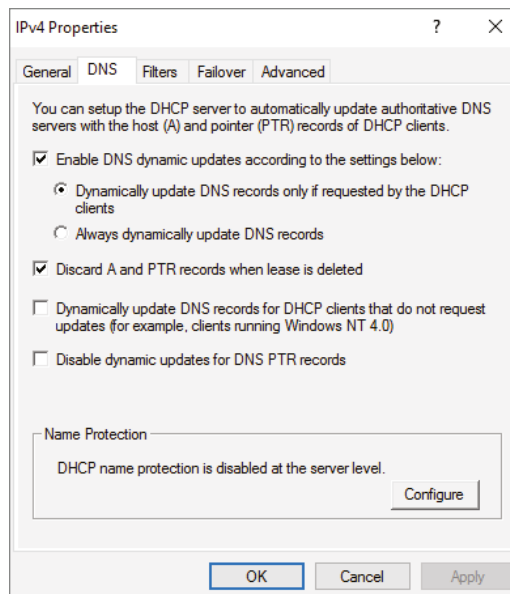 IPv4 Properties ? ×
General DNS Filters Failover Advanced
You can setup the DHCP server to automatically update authoritative DNS
servers with the host (A) and pointer (PTR) records of DHCP clients.
Enable DNS dynamic updates according to the settings below:
Dynamically update DNS records only if requested by the DHCP
clients
Always dynamically update DNS records
Discard A and PTR records when lease is deleted
Dynamically update DNS records for DHCP clients that do not request
updates (for example, clients running Windows NT 4.0)
Disable dynamic updates for DNS PTR records
Name Protection
DHCP name protection is disabled at the server level.
Configure
OK Cancel Apply